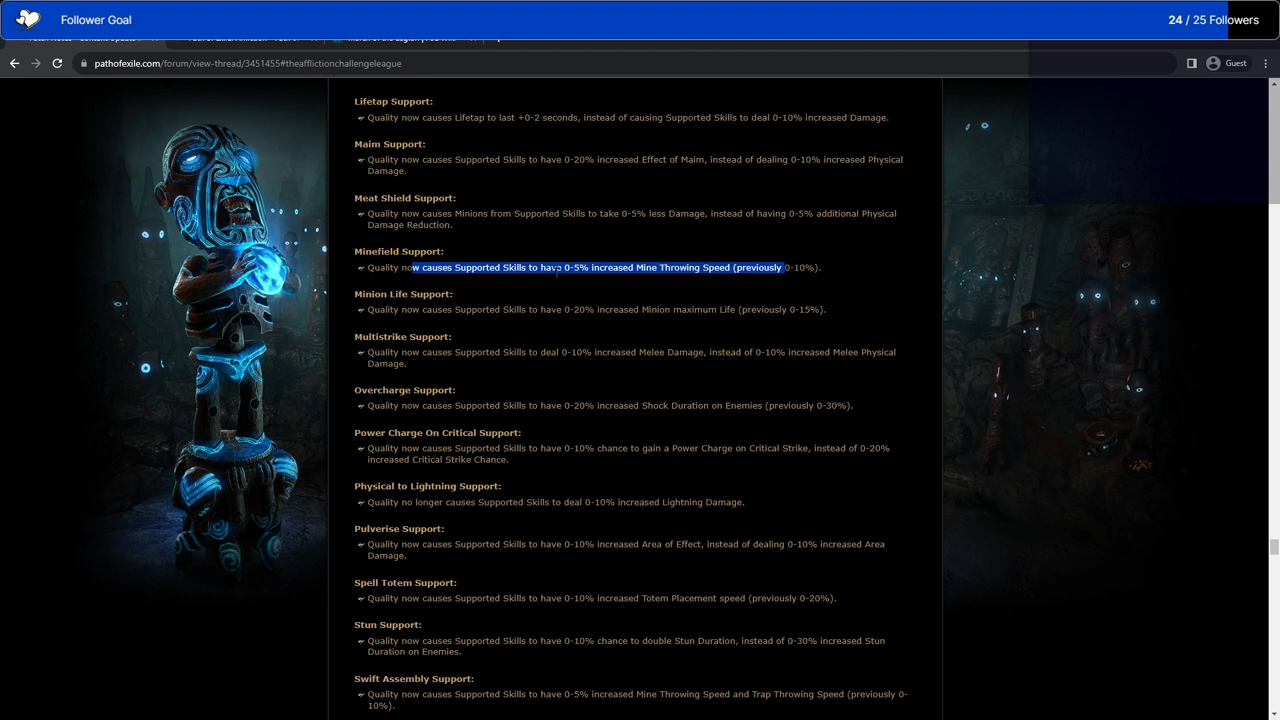 Follower Goal
24 / 25 Followers
pathofexile.com/forum/view-thread/3451455#theafflictionchallengeleague
Guest
Lifetap Support:
Quality now causes Lifetap to last +0-2 seconds, instead of causing Supported Skills to deal 0-10% increased Damage.
Maim Support:
Quality now causes Supported Skills to have 0-20% increased Effect of Maim, instead of dealing 0-10% increased Physical
Damage.
Meat Shield Support:
Quality now causes Minions from Supported Skills to take 0-5% less Damage, instead of having 0-5% additional Physical
Damage Reduction.
Minefield Support:
Quality now causes Supported Skills to have 0-5% increased Mine Throwing Speed (previously 0-10%).
Minion Life Support:
Quality now causes Supported Skills to have 0-20% increased Minion maximum Life (previously 0-15%).
Multistrike Support:
Quality now causes Supported Skills to deal 0-10% increased Melee Damage, instead of 0-10% increased Melee Physical
Damage.
Overcharge Support:
Quality now causes Supported Skills to have 0-20% increased Shock Duration on Enemies (previously 0-30%).
Power Charge On Critical Support:
Quality now causes Supported Skills to have 0-10% chance to gain a Power Charge on Critical Strike, instead of 0-20%
increased Critical Strike Chance.
Physical to Lightning Support:
Quality no longer causes Supported Skills to deal 0-10% increased Lightning Damage.
Pulverise Support:
Quality now causes Supported Skills to have 0-10% increased Area of Effect, instead of dealing 0-10% increased Area
Damage.
Spell Totem Support:
Quality now causes Supported Skills to have 0-10% increased Totem Placement speed (previously 0-20%).
Stun Support:
Quality now causes Supported Skills to have 0-10% chance to double Stun Duration, instead of 0-30% increased Stun
Duration on Enemies.
Swift Assembly Support:
Quality now causes Supported Skills to have 0-5% increased Mine Throwing Speed and Trap Throwing Speed (previously 0-
10%).